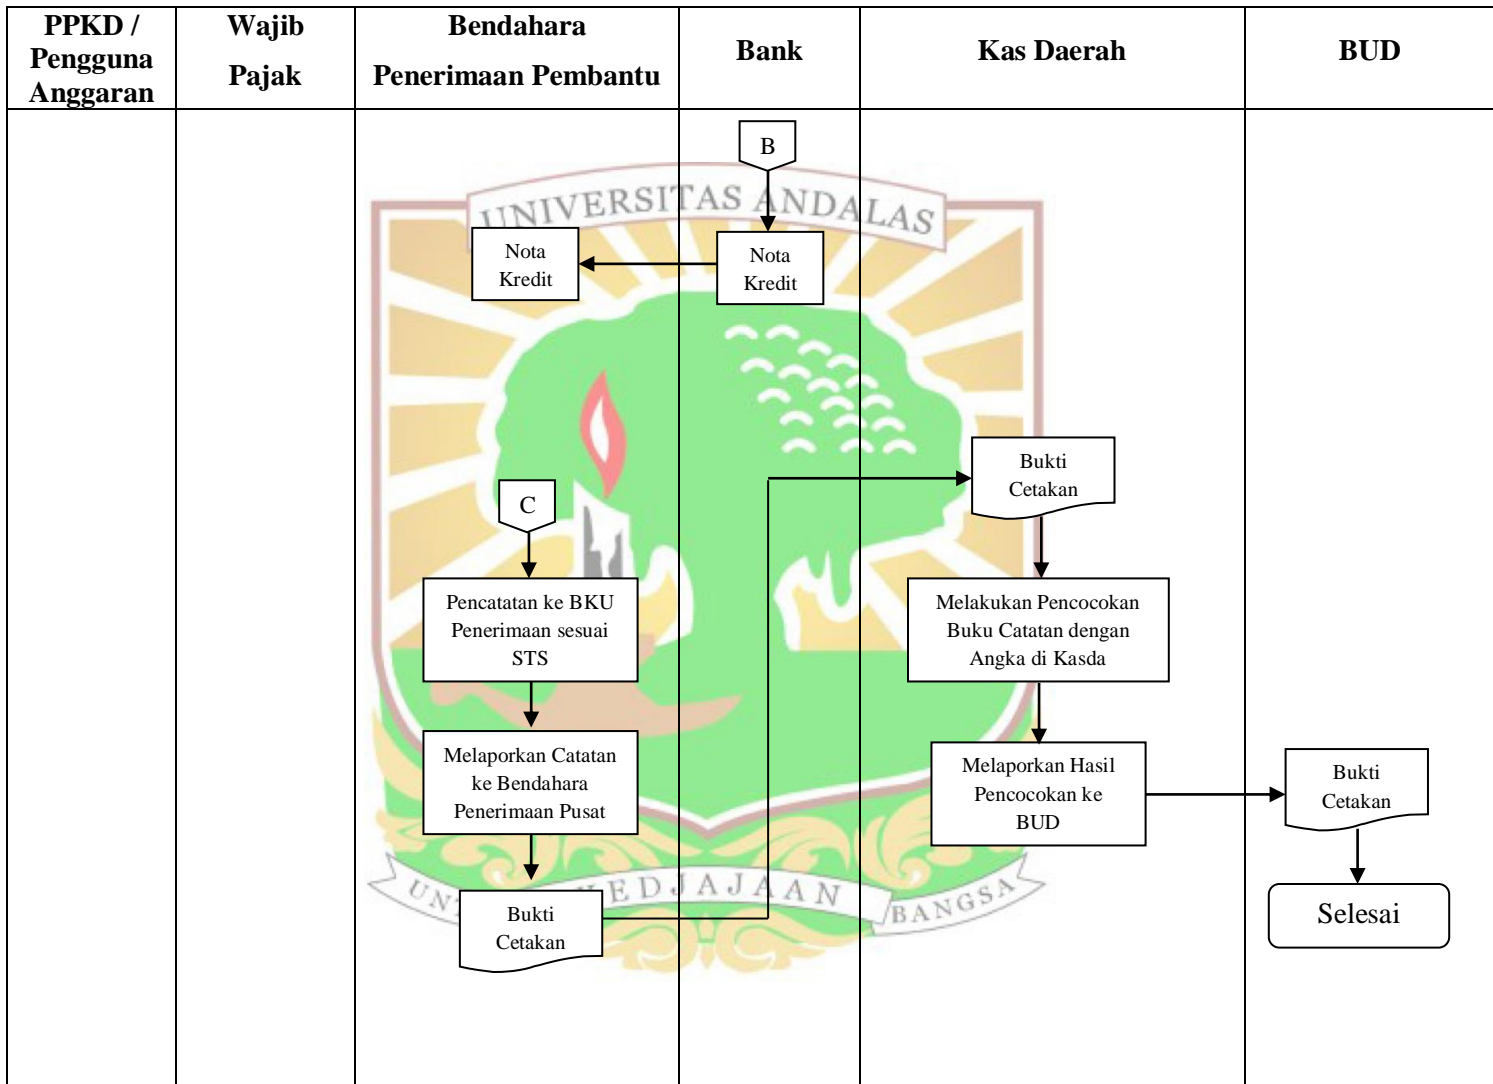 PPKD /
Pengguna
Anggaran
Wajib
Pajak
Bendahara
Penerimaan Pembantu
Bank
Kas Daerah
BUD
B
UNIVERSITAS ANDALAS
Nota
Kredit
Nota
Kredit
Bukti
Cetakan
C
Pencatatan ke BKU
Penerimaan sesuai
STS
Melakukan Pencocokan
Buku Catatan dengan
Angka di Kasda
Melaporkan Catatan
ke Bendahara
Penerimaan Pusat
Melaporkan Hasil
Pencocokan ke
BUD
Bukti
Cetakan
Bukti
Cetakan
Selesai
KEDJAJAAN BANGSA